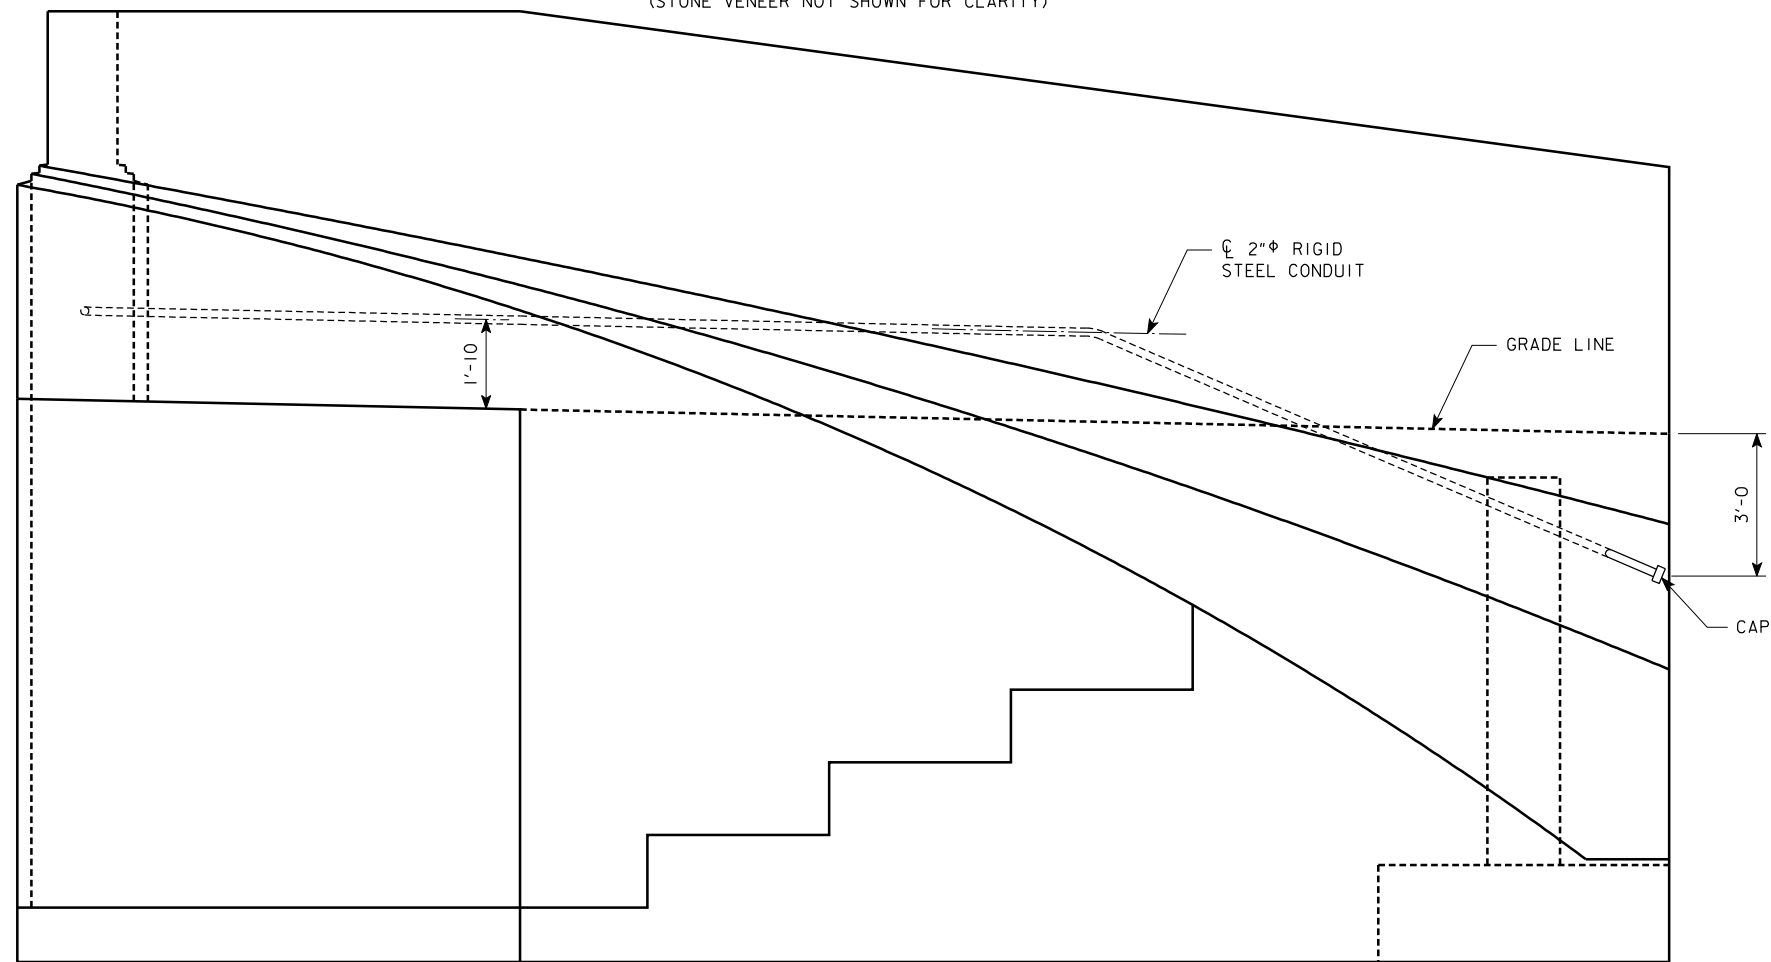 (STONE VENEER NOT SHOWN FOR CLARITY)
℄ 2"Φ RIGID
STEEL CONDUIT
GRADE LINE
1'-10
3'-0
CAP